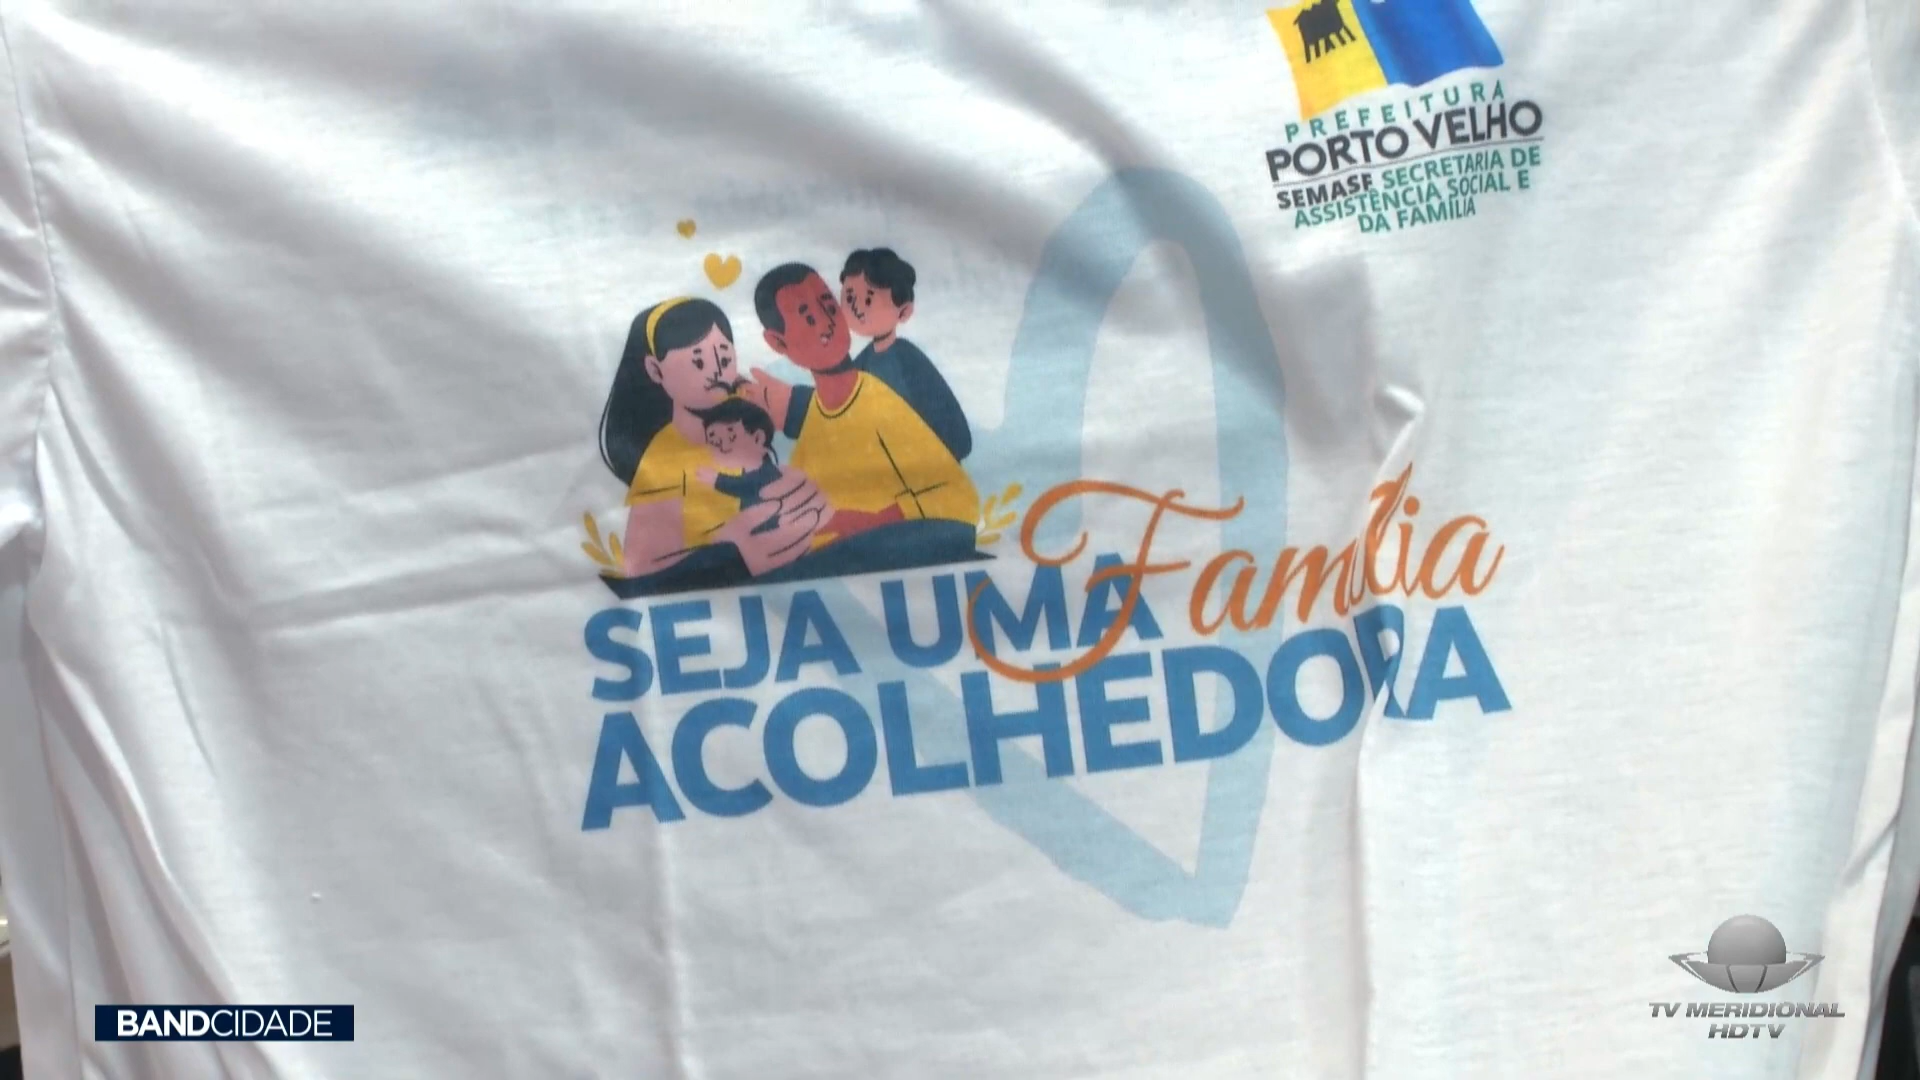 PREFEITURA
PORTO VELHO
SEMASF SECRETARIA DE
ASSISTÊNCIA SOCIAL E
DA FAMÍLIA
SEJA UMA Família
ACOLHEDORA
BANDCIDADE
TV MERIDIONAL
HDTV